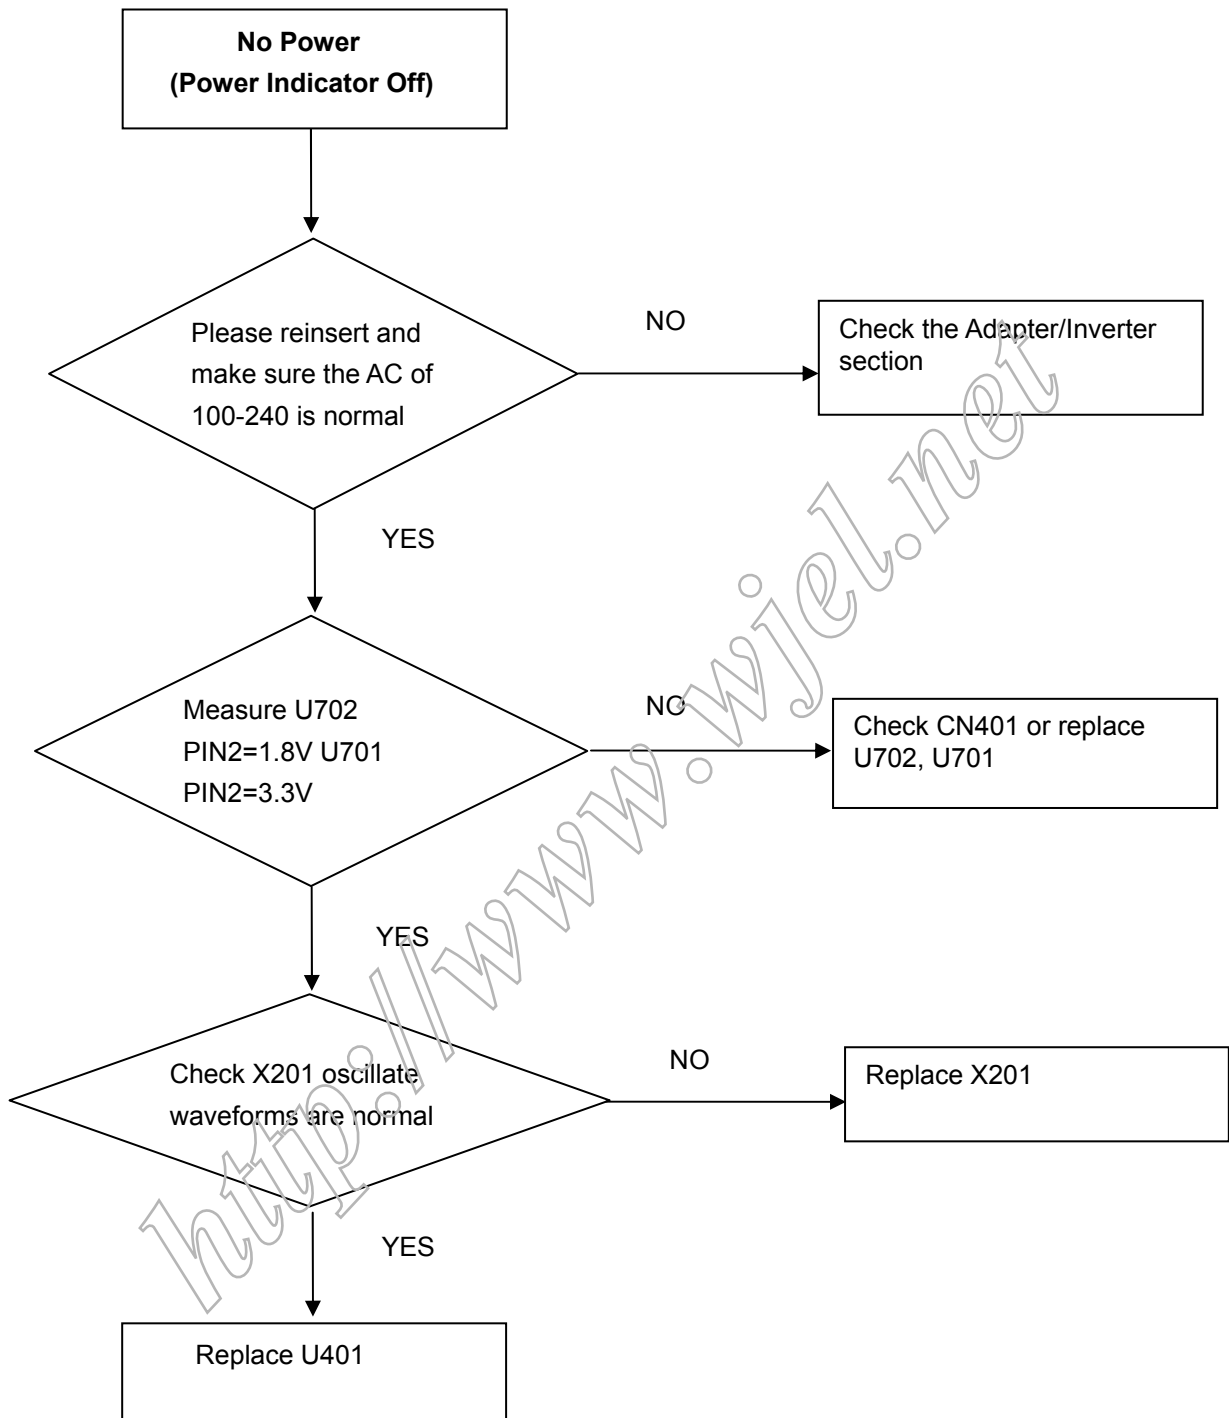 No Power
(Power Indicator Off)
Please reinsert and
make sure the AC of
100-240 is normal
NO
Check the Adapter/Inverter
section
YES
Measure U702
PIN2=1.8V U701
PIN2=3.3V
NO
Check CN401 or replace
U702, U701
YES
Check X201 oscillate
waveforms are normal
NO
Replace X201
YES
Replace U401
http://www.wjel.net